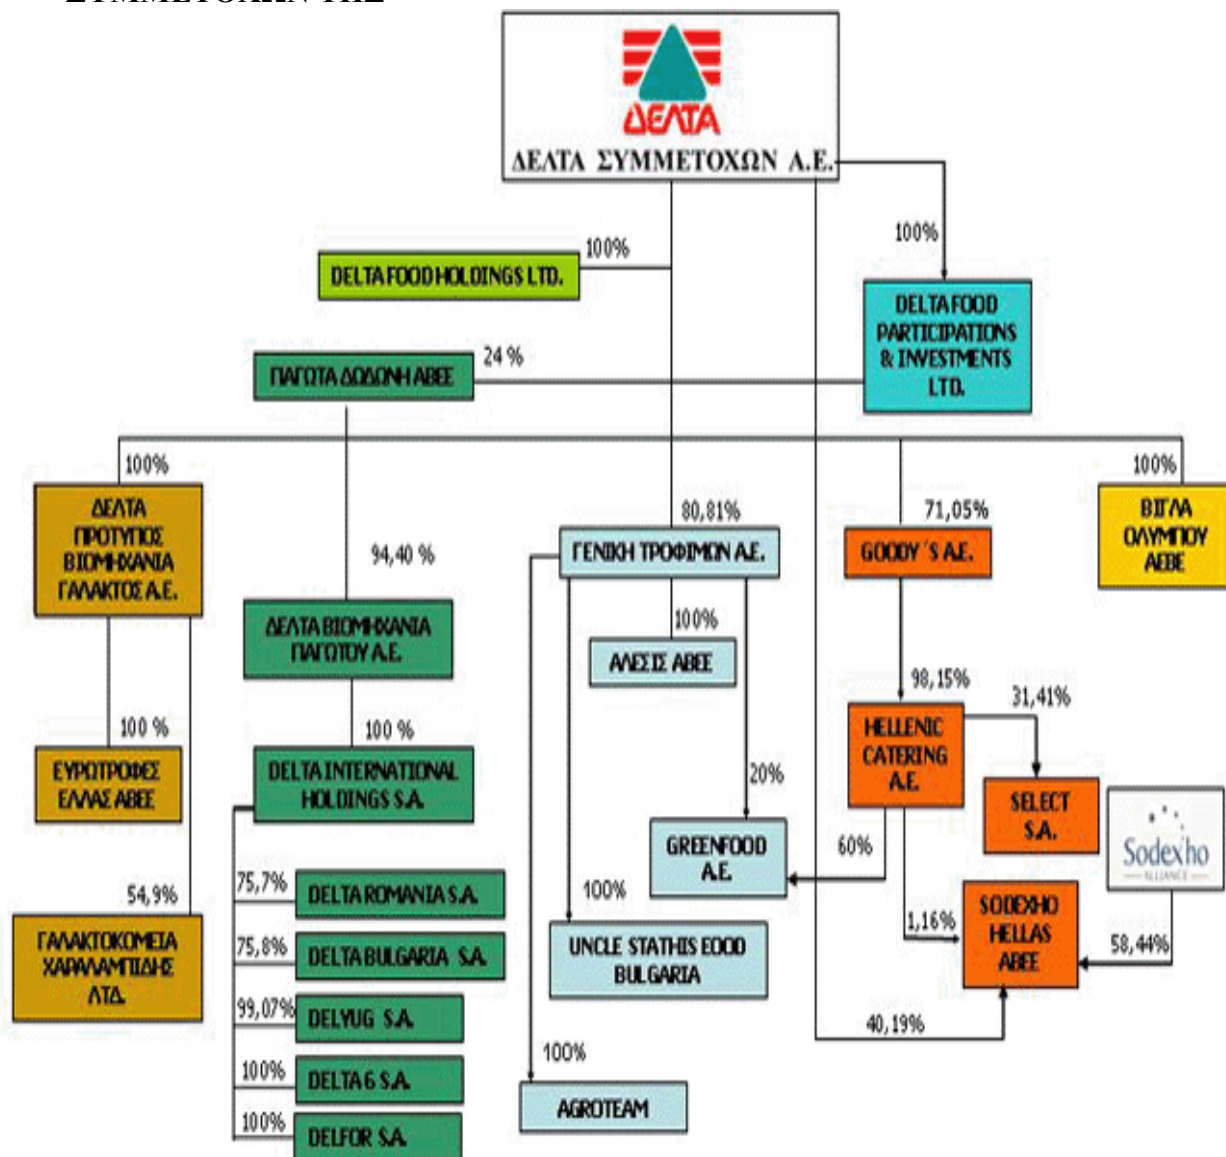 ΣΥΜΜΕΤΟΧΩΝ ΤΗΣ
ΔΕΛΤΑ
ΔΕΛΤΑ ΣΥΜΜΕΤΟΧΩΝ Α.Ε.
100%
100%
DELTA FOOD HOLDINGS LTD.
DELTA FOOD
PARTICIPATIONS
& INVESTMENTS
LTD.
24 %
ΠΑΓΩΤΑ ΔΩΔΩΝΗ ΑΒΕΕ
100%
100%
ΔΕΛΤΑ
ΠΡΟΤΥΠΟΣ
ΒΙΟΜΗΧΑΝΙΑ
ΓΑΛΑΚΤΟΣ Α.Ε.
80,81%
71,05%
ΒΙΓΛΑ
ΟΛΥΜΠΟΥ
ΑΕΒΕ
ΓΕΝΙΚΗ ΤΡΟΦΙΜΩΝ Α.Ε.
GOODY ΄S Α.Ε.
94,40 %
ΔΕΛΤΑ ΒΙΟΜΗΧΑΝΙΑ
ΠΑΓΩΤΟΥ Α.Ε.
100%
ΑΛΕΣΙΣ ΑΒΕΕ
98,15%
31,41%
100 %
100 %
HELLENIC
CATERING
Α.Ε.
ΕΥΡΩΤΡΟΦΕΣ
ΕΛΛΑΣ ΑΒΕΕ
DELTA INTERNATIONAL
HOLDINGS S.A.
20%
SELECT
S.A.
GREENFOOD
Α.Ε.
60%
Sodexho
ALLIANCE
54,9%
75,7%
DELTA ROMANIA S.A.
100%
SODEXHO
HELLAS
ΑΒΕΕ
1,16%
58,44%
ΓΑΛΑΚΤΟΚΟΜΕΙΑ
ΧΑΡΑΛΑΜΠΙΔΗΣ
ΛΤΔ.
75,8%
DELTA BULGARIA S.A.
UNCLE STATHIS EOOD
BULGARIA
99,07%
DELYUG S.A.
40,19%
100%
DELTA 6 S.A.
100%
AGROTEAM
100%
DELFOR S.A.